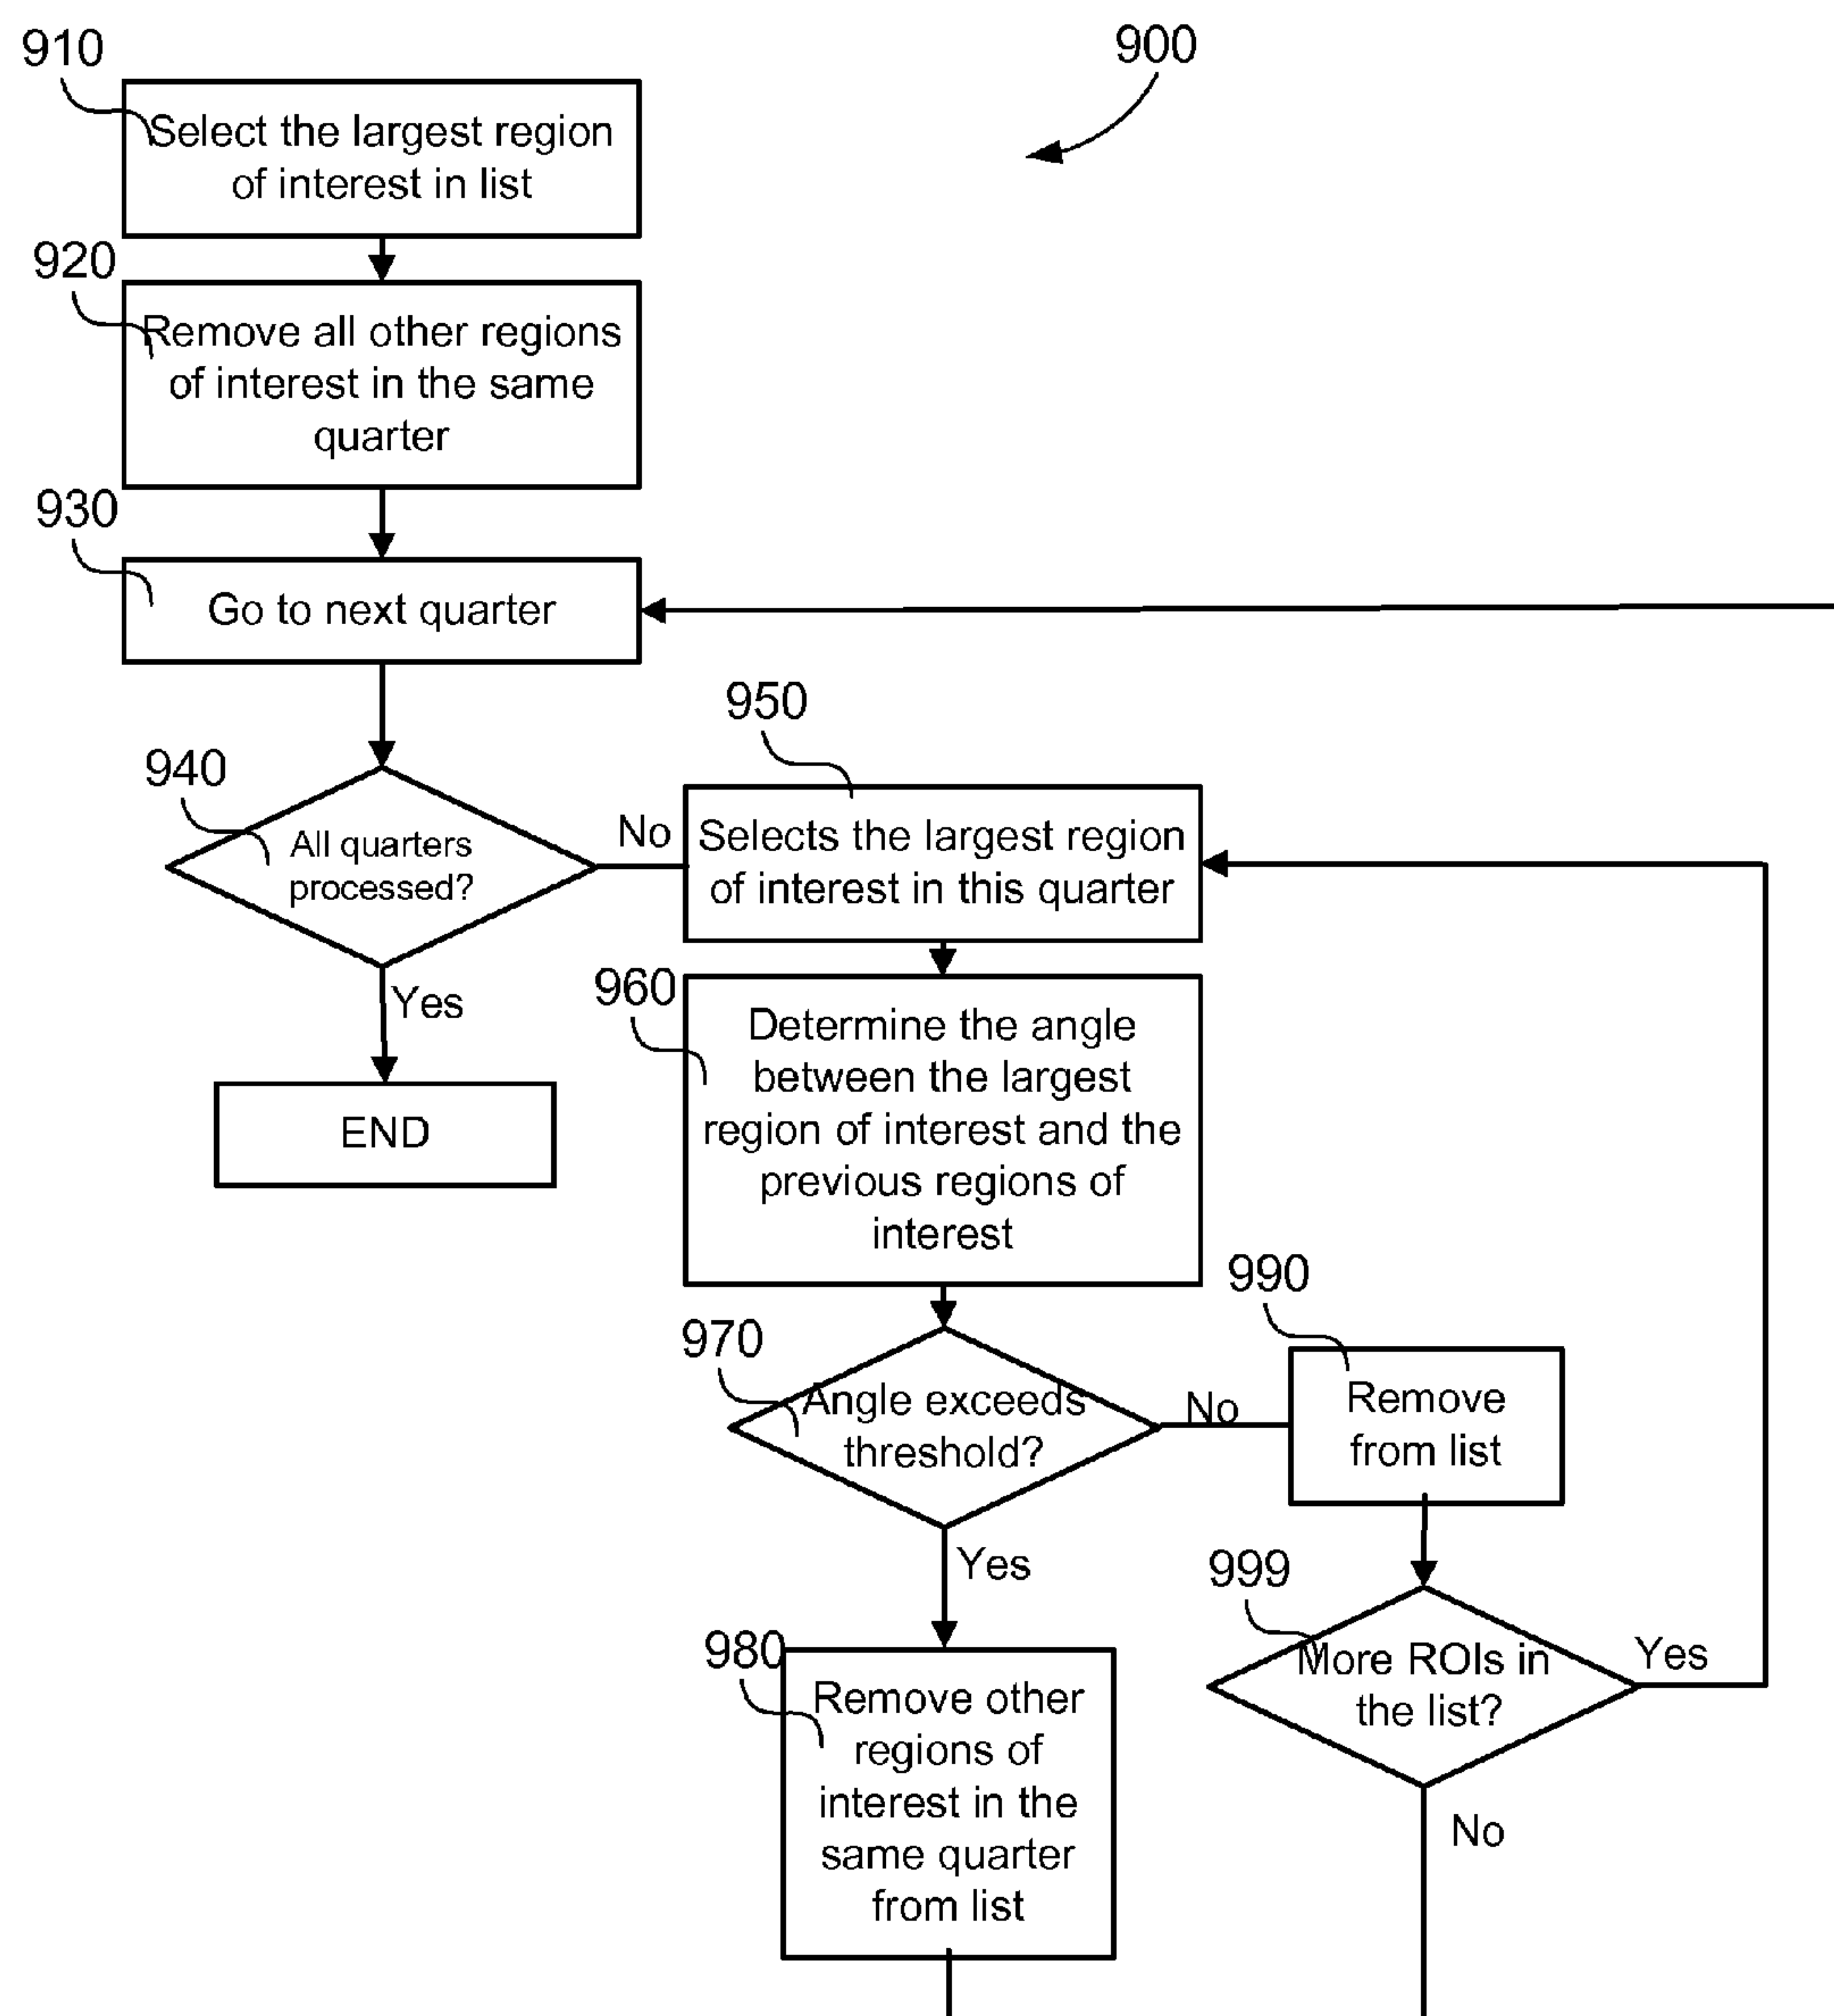 900
910
Select the largest region
of interest in list
920
Remove all other regions
of interest in the same
quarter
930
Go to next quarter
940
All quarters
processed?
No
Yes
END
950
Selects the largest region
of interest in this quarter
960
Determine the angle
between the largest
region of interest and the
previous regions of
interest
970
Angle exceeds
threshold?
No
Yes
990
Remove
from list
999
More ROIs in
the list?
Yes
No
980
Remove other
regions of
interest in the
same quarter
from list